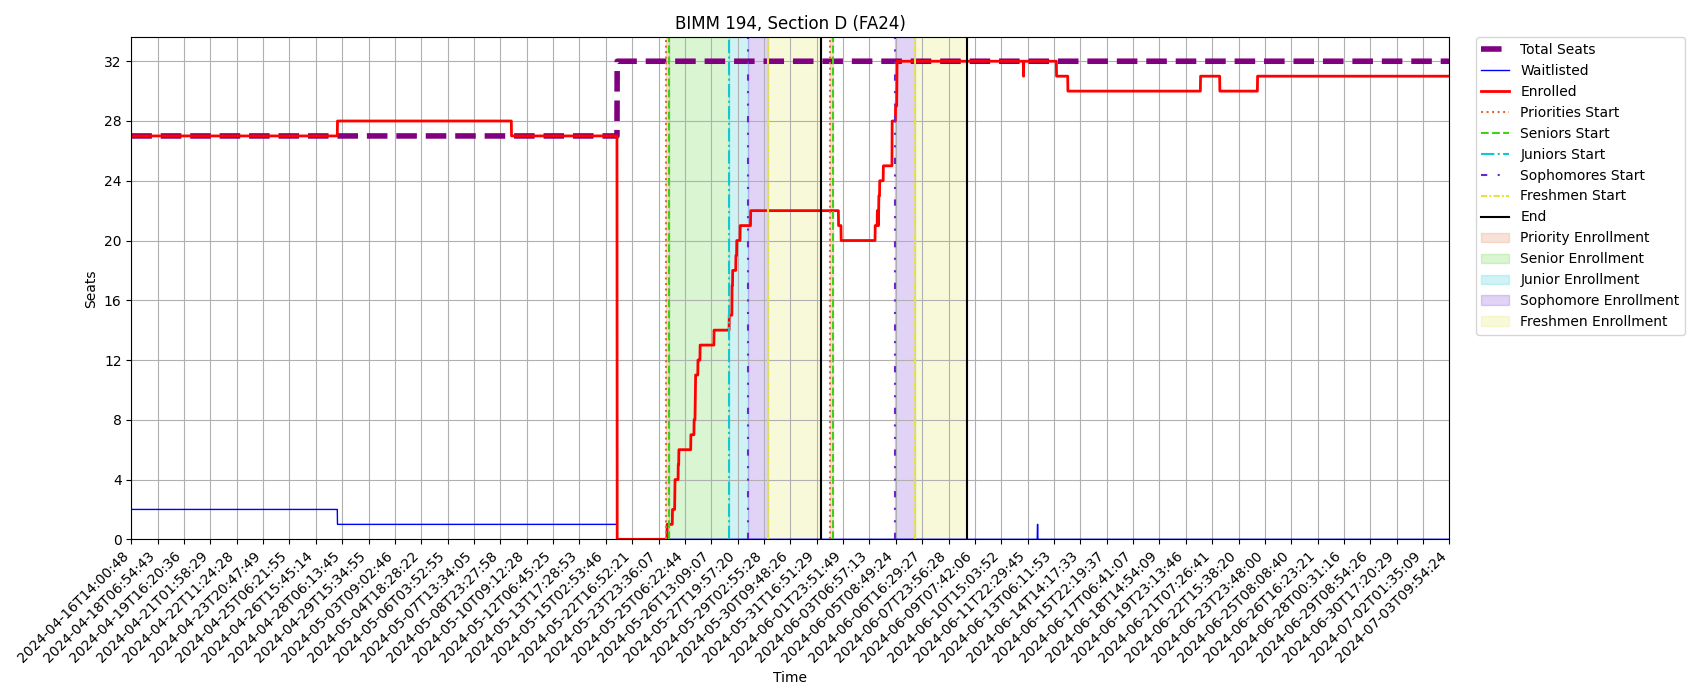 BIMM 194, Section D (FA24)
Total Seats
Waitlisted
Enrolled
Priorities Start
Seniors Start
Juniors Start
Sophomores Start
Freshmen Start
End
Priority Enrollment
Senior Enrollment
Junior Enrollment
Sophomore Enrollment
Freshmen Enrollment
Seats
32
28
24
20
16
12
8
4
0
2024-04-16T14:00:48
2024-04-18T06:54:43
2024-04-19T16:20:36
2024-04-21T01:58:29
2024-04-22T11:24:28
2024-04-23T20:47:49
2024-04-25T06:21:55
2024-04-26T15:45:14
2024-04-28T06:13:45
2024-04-29T15:34:55
2024-05-03T09:02:46
2024-05-04T18:28:22
2024-05-06T03:52:55
2024-05-07T13:34:05
2024-05-08T23:27:58
2024-05-10T09:12:28
2024-05-12T06:45:25
2024-05-13T17:28:53
2024-05-15T02:53:46
2024-05-22T16:52:21
2024-05-23T23:36:07
2024-05-25T06:22:44
2024-05-26T13:09:07
2024-05-27T19:57:20
2024-05-29T02:55:28
2024-05-30T09:48:26
2024-05-31T16:51:29
2024-06-01T23:51:49
2024-06-03T06:57:13
2024-06-05T08:49:24
2024-06-06T16:29:27
2024-06-07T23:56:28
2024-06-09T07:42:06
2024-06-10T15:03:52
2024-06-11T22:29:45
2024-06-13T06:11:53
2024-06-14T14:17:33
2024-06-15T22:19:37
2024-06-17T06:41:07
2024-06-18T14:54:09
2024-06-19T23:13:46
2024-06-21T07:26:41
2024-06-22T15:38:20
2024-06-23T23:48:00
2024-06-25T08:08:40
2024-06-26T16:23:21
2024-06-28T00:31:16
2024-06-29T08:54:26
2024-06-30T17:20:29
2024-07-02T01:35:09
2024-07-03T09:54:24
Time